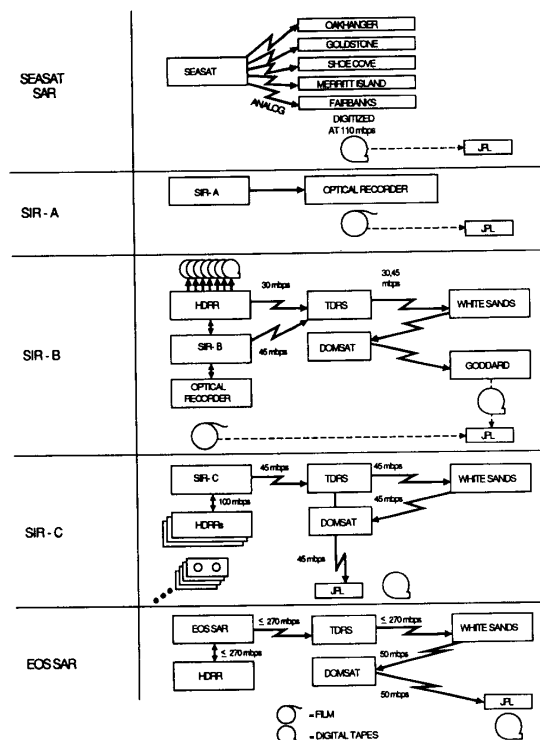 SEASAT
SAR
SEASAT
OAKHANGER
GOLDSTONE
SHOE COVE
MERRITT ISLAND
FAIRBANKS
ANALOG
DIGITIZED
AT 110 mbps
JPL
SIR - A
SIR - A
OPTICAL RECORDER
JPL
SIR - B
HDRR
30 mbps
TDRS
30,45
mbps
WHITE SANDS
SIR - B
45 mbps
DOMSAT
OPTICAL
RECORDER
GODDARD
JPL
SIR - C
SIR - C
45 mbps
TDRS
45 mbps
WHITE SANDS
100 mbps
HDRRs
DOMSAT
45 mbps
45 mbps
JPL
EOS SAR
EOS SAR
≤ 270 mbps
TDRS
≤ 270 mbps
WHITE SANDS
≤ 270 mbps
HDRR
DOMSAT
50 mbps
50 mbps
JPL
= FILM
= DIGITAL TAPES